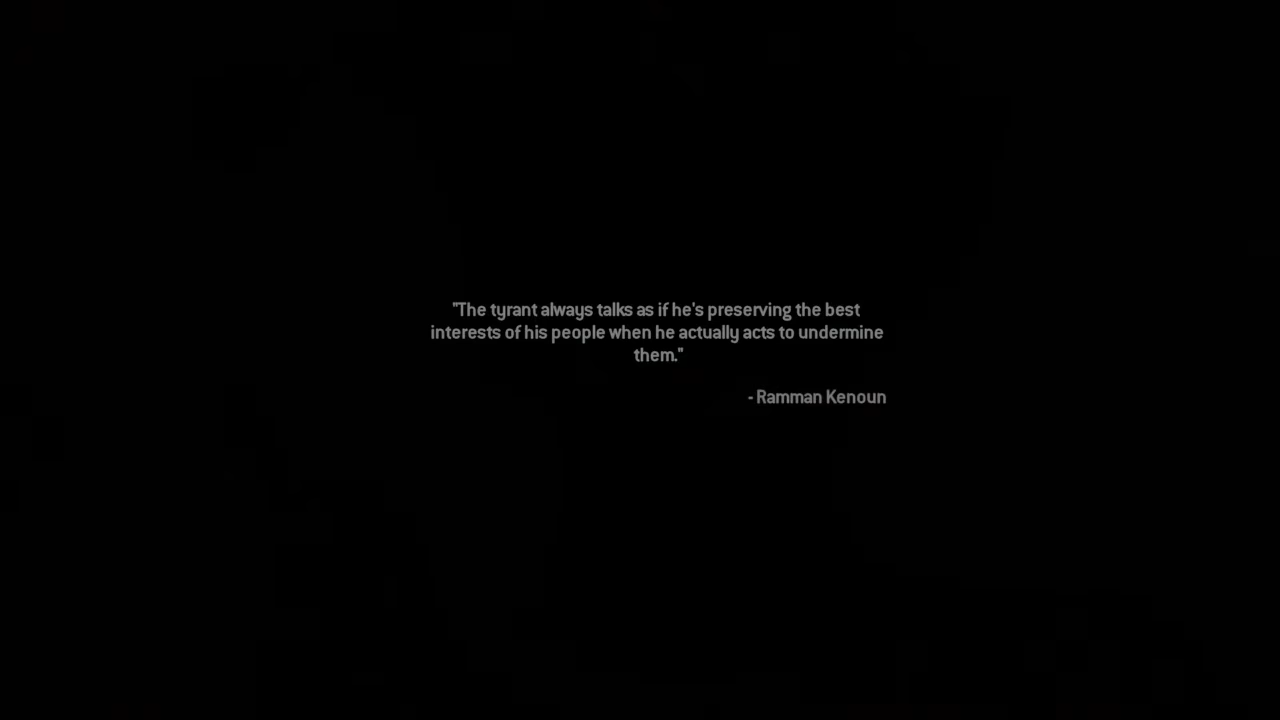 "The tyrant always talks as if he's preserving the best
interests of his people when he actually acts to undermine
them."
- Ramman Kenoun